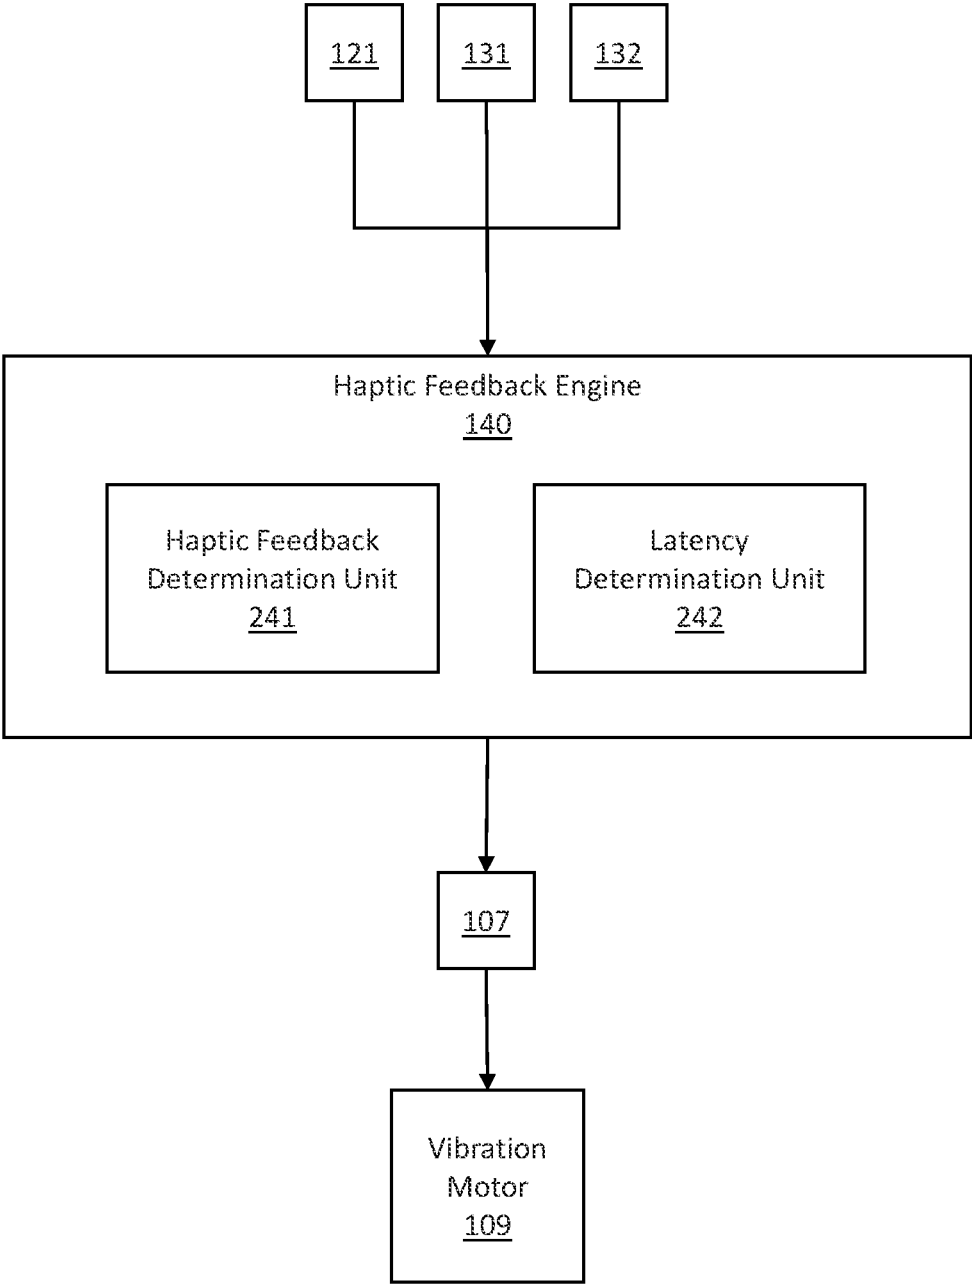 121 131 132
Haptic Feedback Engine
140
Haptic Feedback
Determination Unit
241
Latency
Determination Unit
242
107
Vibration
Motor
109